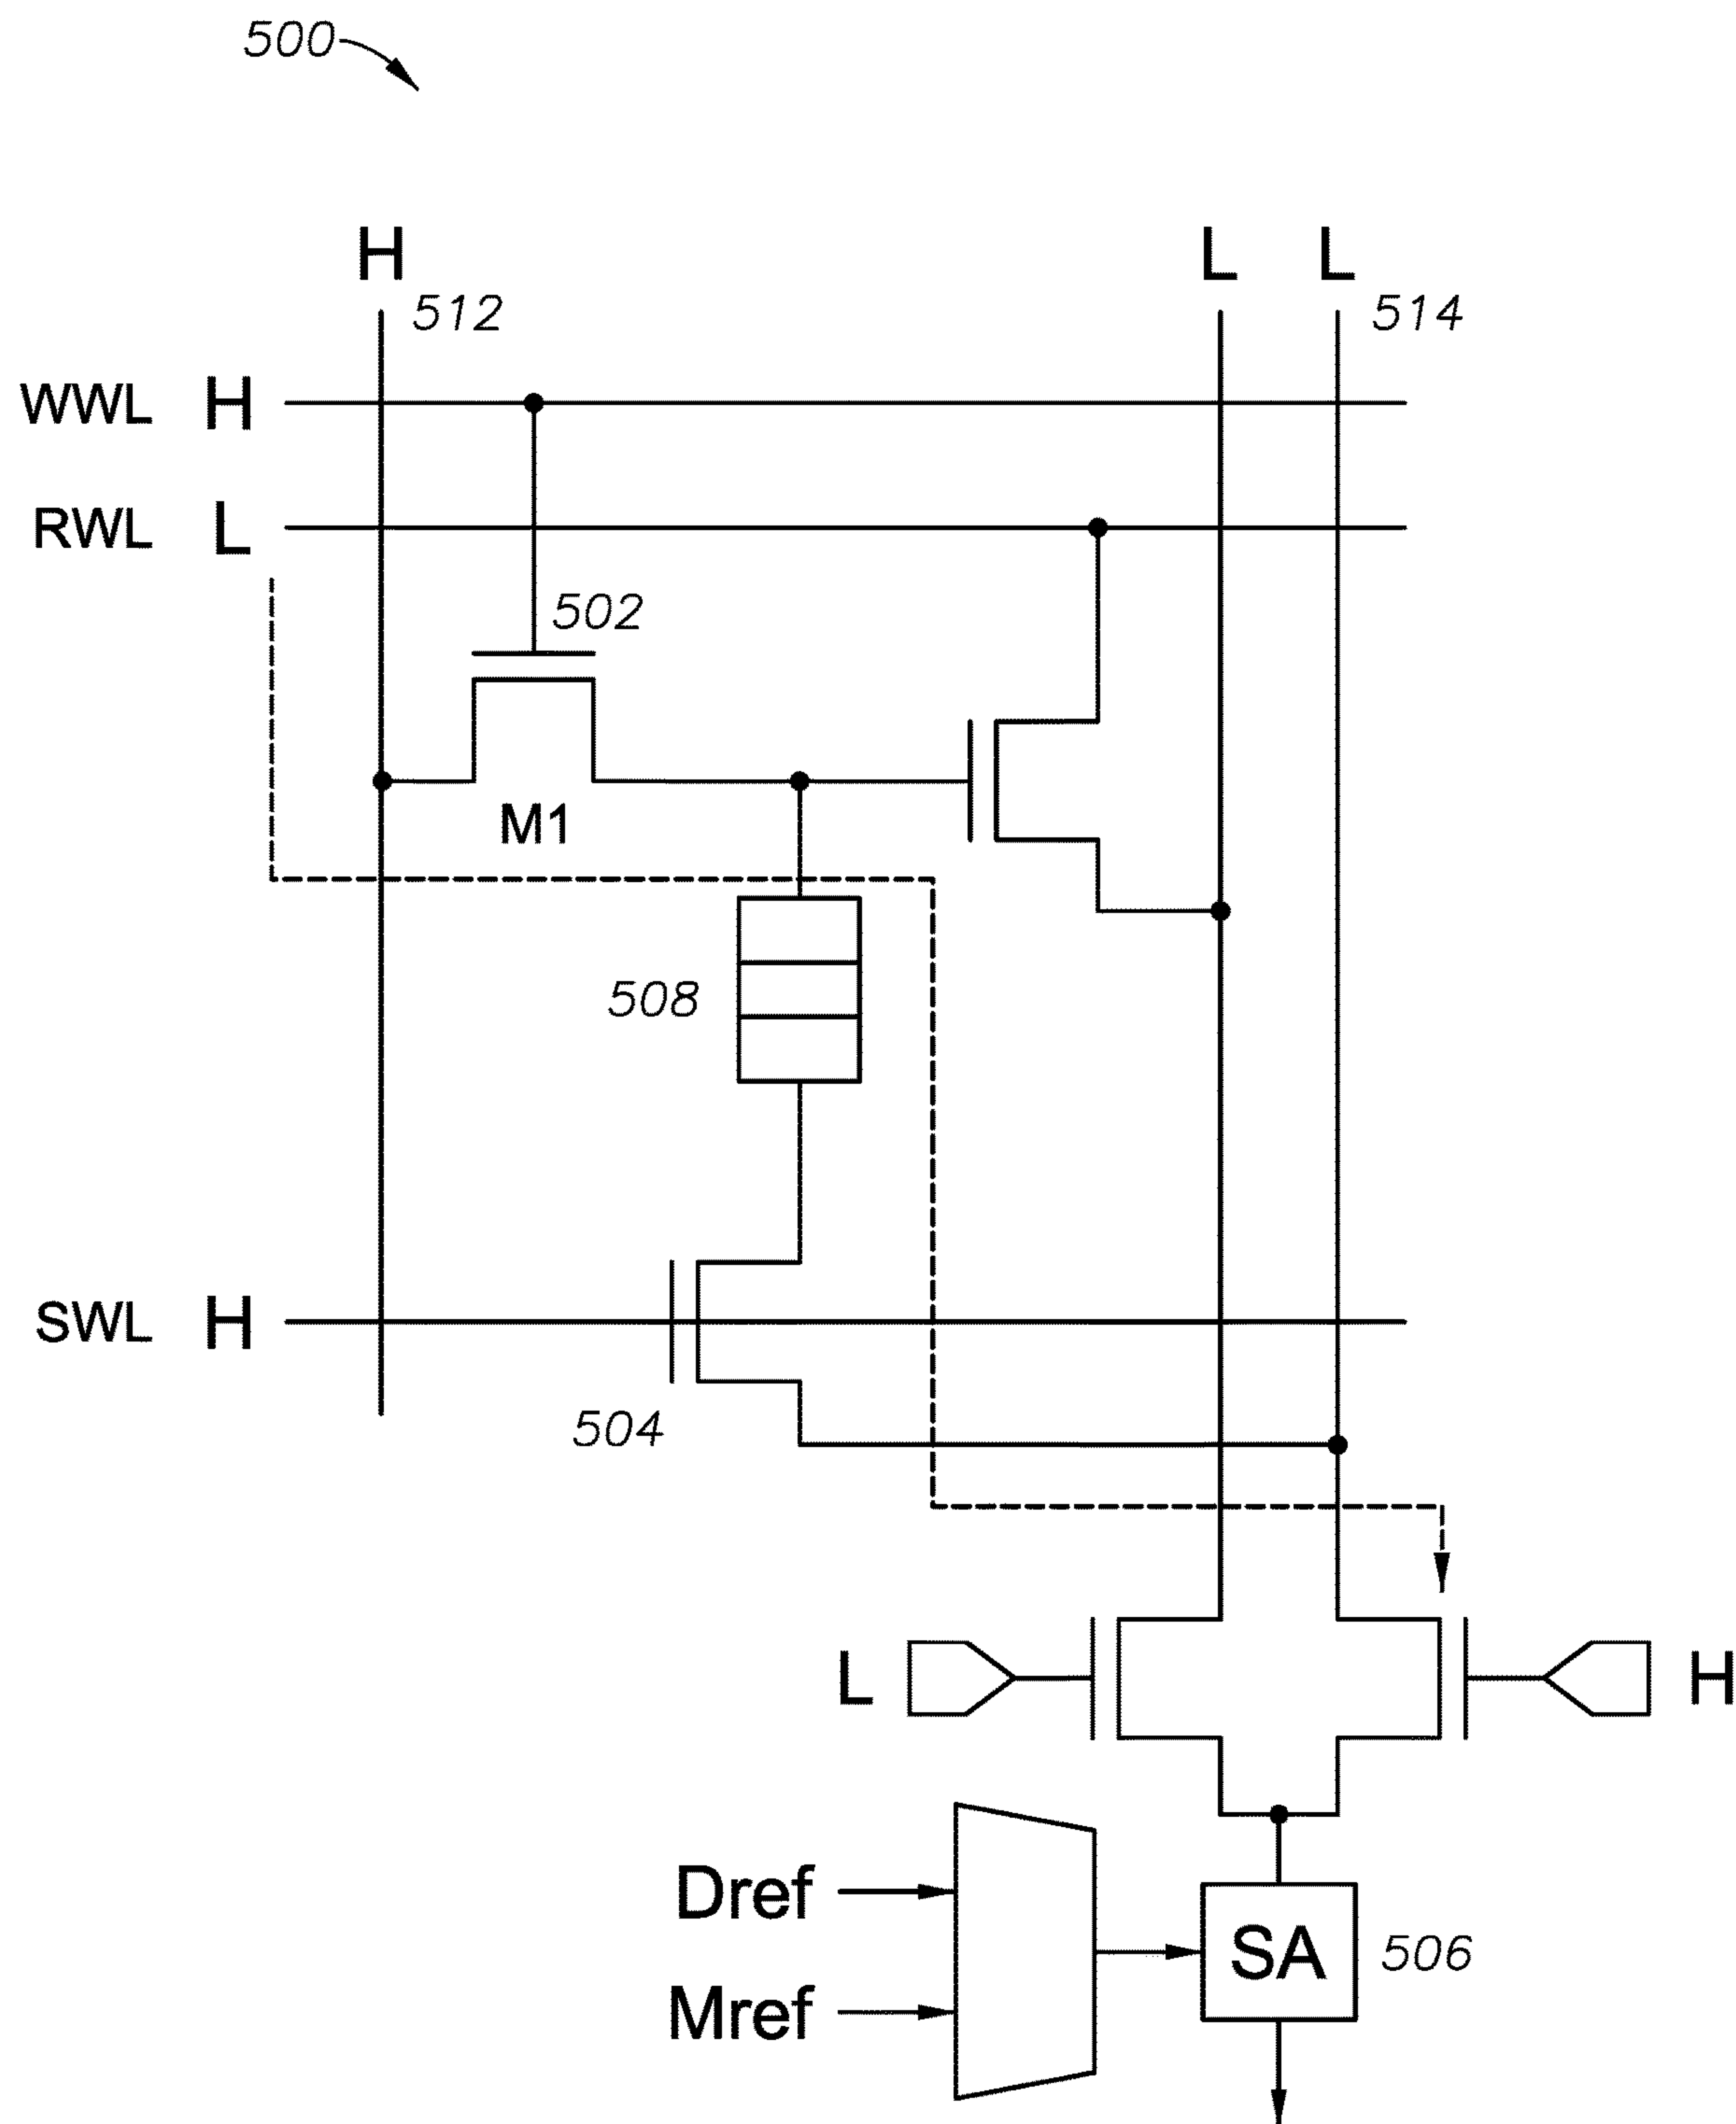 500
H L L
512 514
WWL H
RWL L
502
M1
508
SWL H
504
L H
Dref
SA 506
Mref